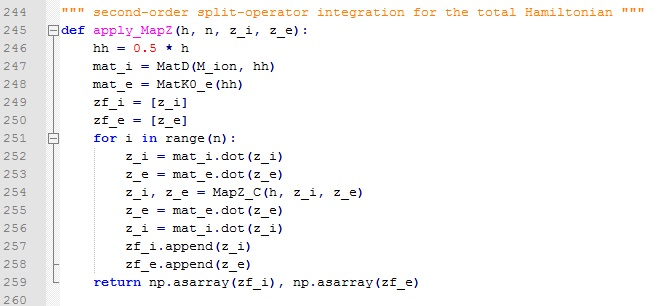 244 """ second-order split-operator integration for the total Hamiltonian """
245 def apply_MapZ(h, n, z_i, z_e):
246     hh = 0.5 * h
247     mat_i = MatD(M_ion, hh)
248     mat_e = MatK0_e(hh)
249     zf_i = [z_i]
250     zf_e = [z_e]
251     for i in range(n):
252         z_i = mat_i.dot(z_i)
253         z_e = mat_e.dot(z_e)
254         z_i, z_e = MapZ_C(h, z_i, z_e)
255         z_e = mat_e.dot(z_e)
256         z_i = mat_i.dot(z_i)
257         zf_i.append(z_i)
258         zf_e.append(z_e)
259     return np.asarray(zf_i), np.asarray(zf_e)
260